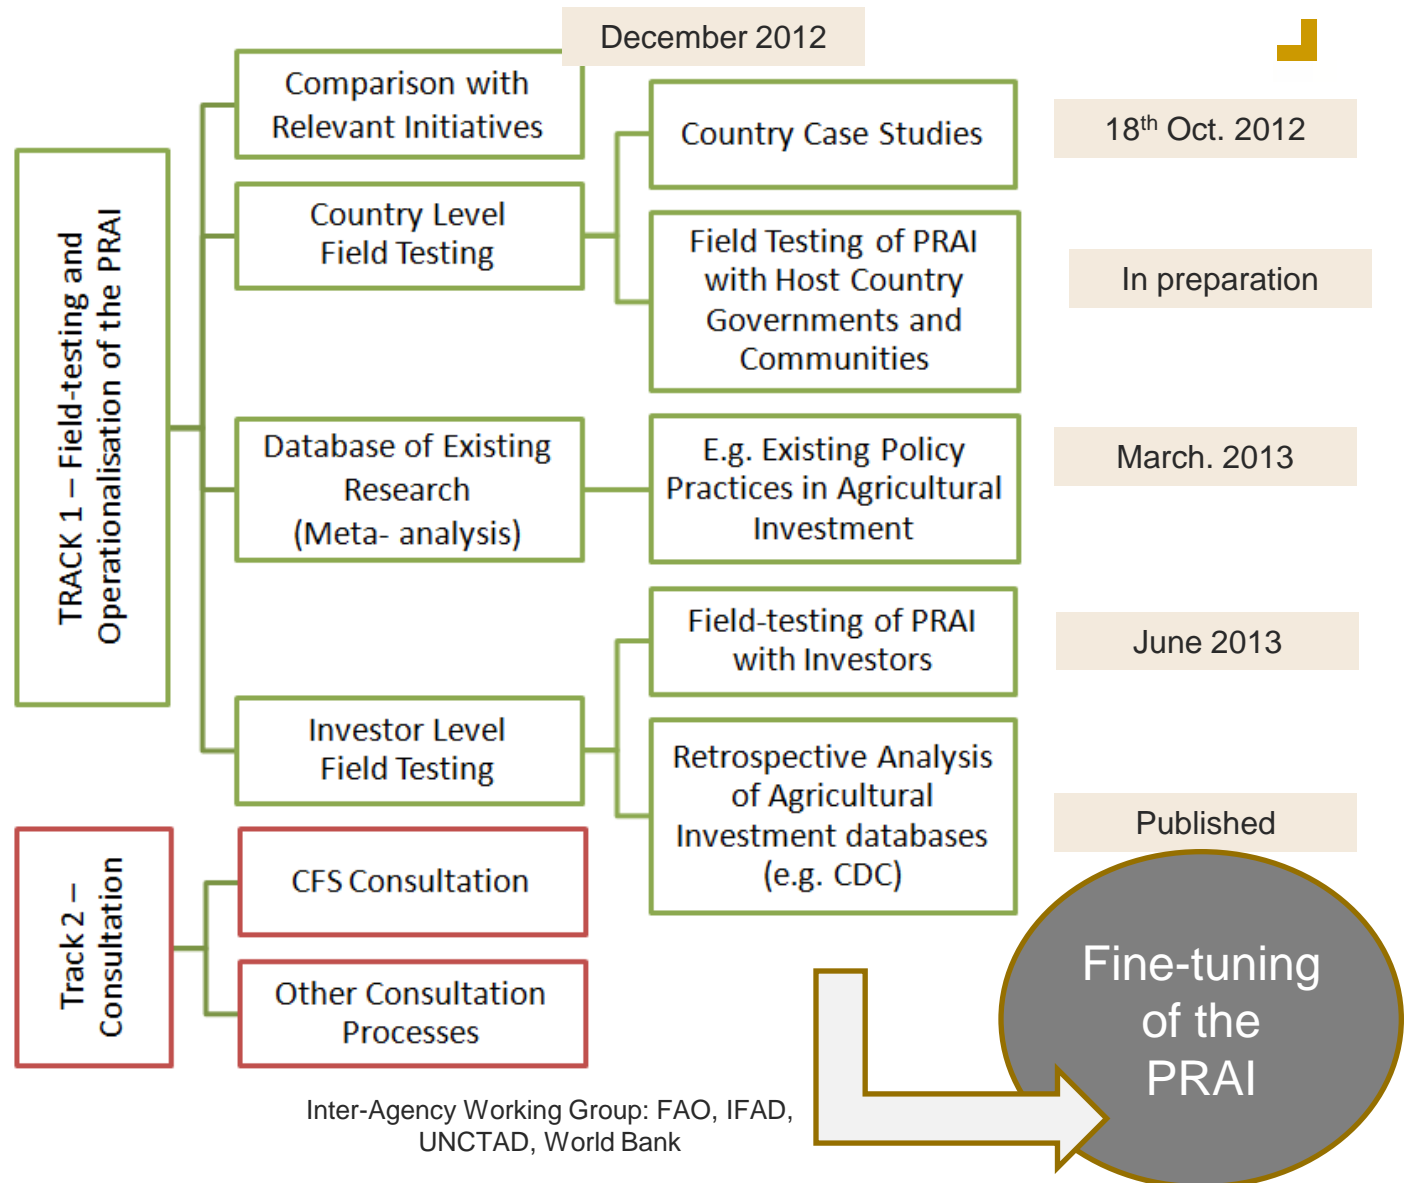 December 2012
Comparison with
Relevant Initiatives
Country Case Studies
18th Oct. 2012
TRACK 1 – Field-testing and
Operationalisation of the PRAI
Country Level
Field Testing
Field Testing of PRAI
with Host Country
Governments and
Communities
In preparation
Database of Existing
Research
(Meta- analysis)
E.g. Existing Policy
Practices in Agricultural
Investment
March. 2013
Field-testing of PRAI
with Investors
June 2013
Investor Level
Field Testing
Retrospective Analysis
of Agricultural
Investment databases
(e.g. CDC)
Published
Track 2 –
Consultation
CFS Consultation
Other Consultation
Processes
Fine-tuning
of the
PRAI
Inter-Agency Working Group: FAO, IFAD,
UNCTAD, World Bank